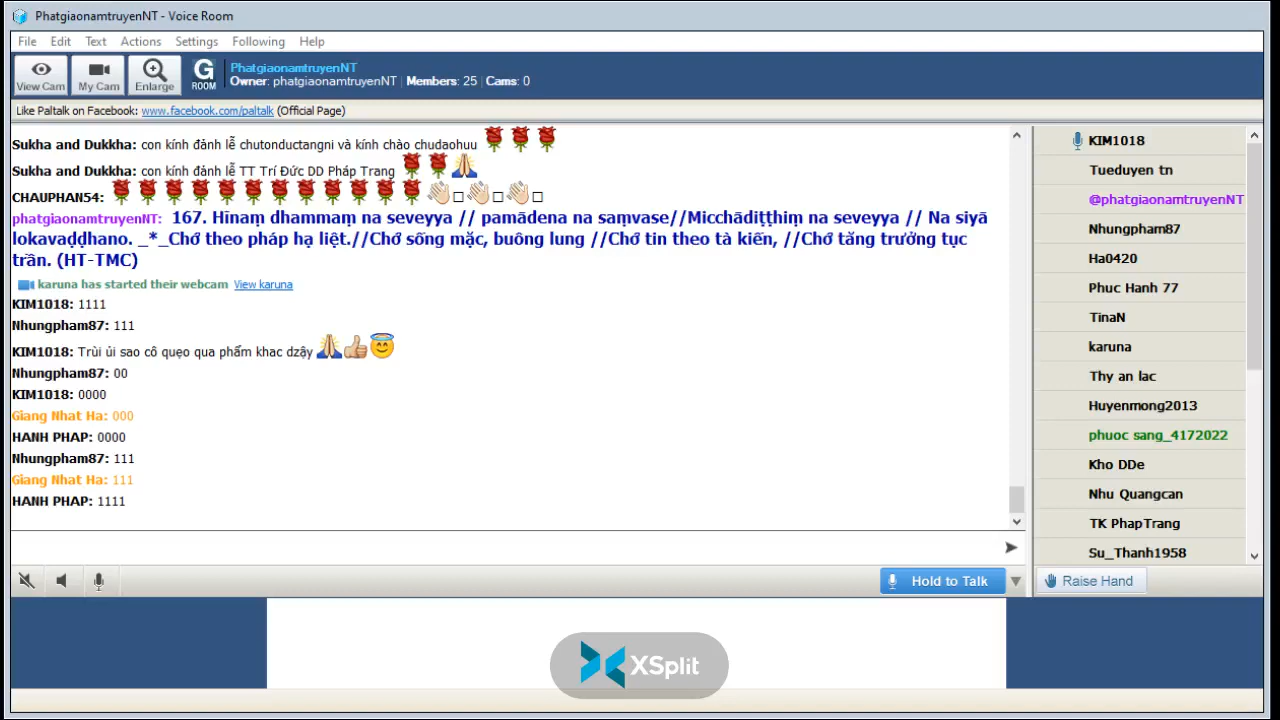 PhatgiaonamtruyenNT - Voice Room
File Edit Text Actions Settings Following Help
View Cam My Cam Enlarge G ROOM
PhatgiaonamtruyenNT
Owner: phatgiaonamtruyenNT | Members: 25 | Cams: 0
Like Paltalk on Facebook: www.facebook.com/paltalk (Official Page)
Sukha and Dukkha: con kính đảnh lễ chutonductangni và kính chào chudaohuu
Sukha and Dukkha: con kính đảnh lễ TT Trí Đức DD Pháp Trang
CHAUPHAN54:
phatgiaonamtruyenNT: 167. Hīnaṃ dhammaṃ na seveyya // pamādena na saṃvase//Micchādiṭṭhiṃ na seveyya // Na siyā
lokavaḍḍhano. _*_Chớ theo pháp hạ liệt.//Chớ sống mặc, buông lung //Chớ tin theo tà kiến, //Chớ tăng trưởng tục
trần. (HT-TMC)
karuna has started their webcam View karuna
KIM1018: 1111
Nhungpham87: 111
KIM1018: Trùi ủi sao cô quẹo qua phẩm khac dzậy
Nhungpham87: 00
KIM1018: 0000
Giang Nhat Ha: 000
HANH PHAP: 0000
Nhungpham87: 111
Giang Nhat Ha: 111
HANH PHAP: 1111
KIM1018
Tueduyen tn
@phatgiaonamtruyenNT
Nhungpham87
Ha0420
Phuc Hanh 77
TinaN
karuna
Thy an lac
Huyenmong2013
phuoc sang_4172022
Kho DDe
Nhu Quangcan
TK PhapTrang
Su_Thanh1958
Hold to Talk
Raise Hand
XSplit